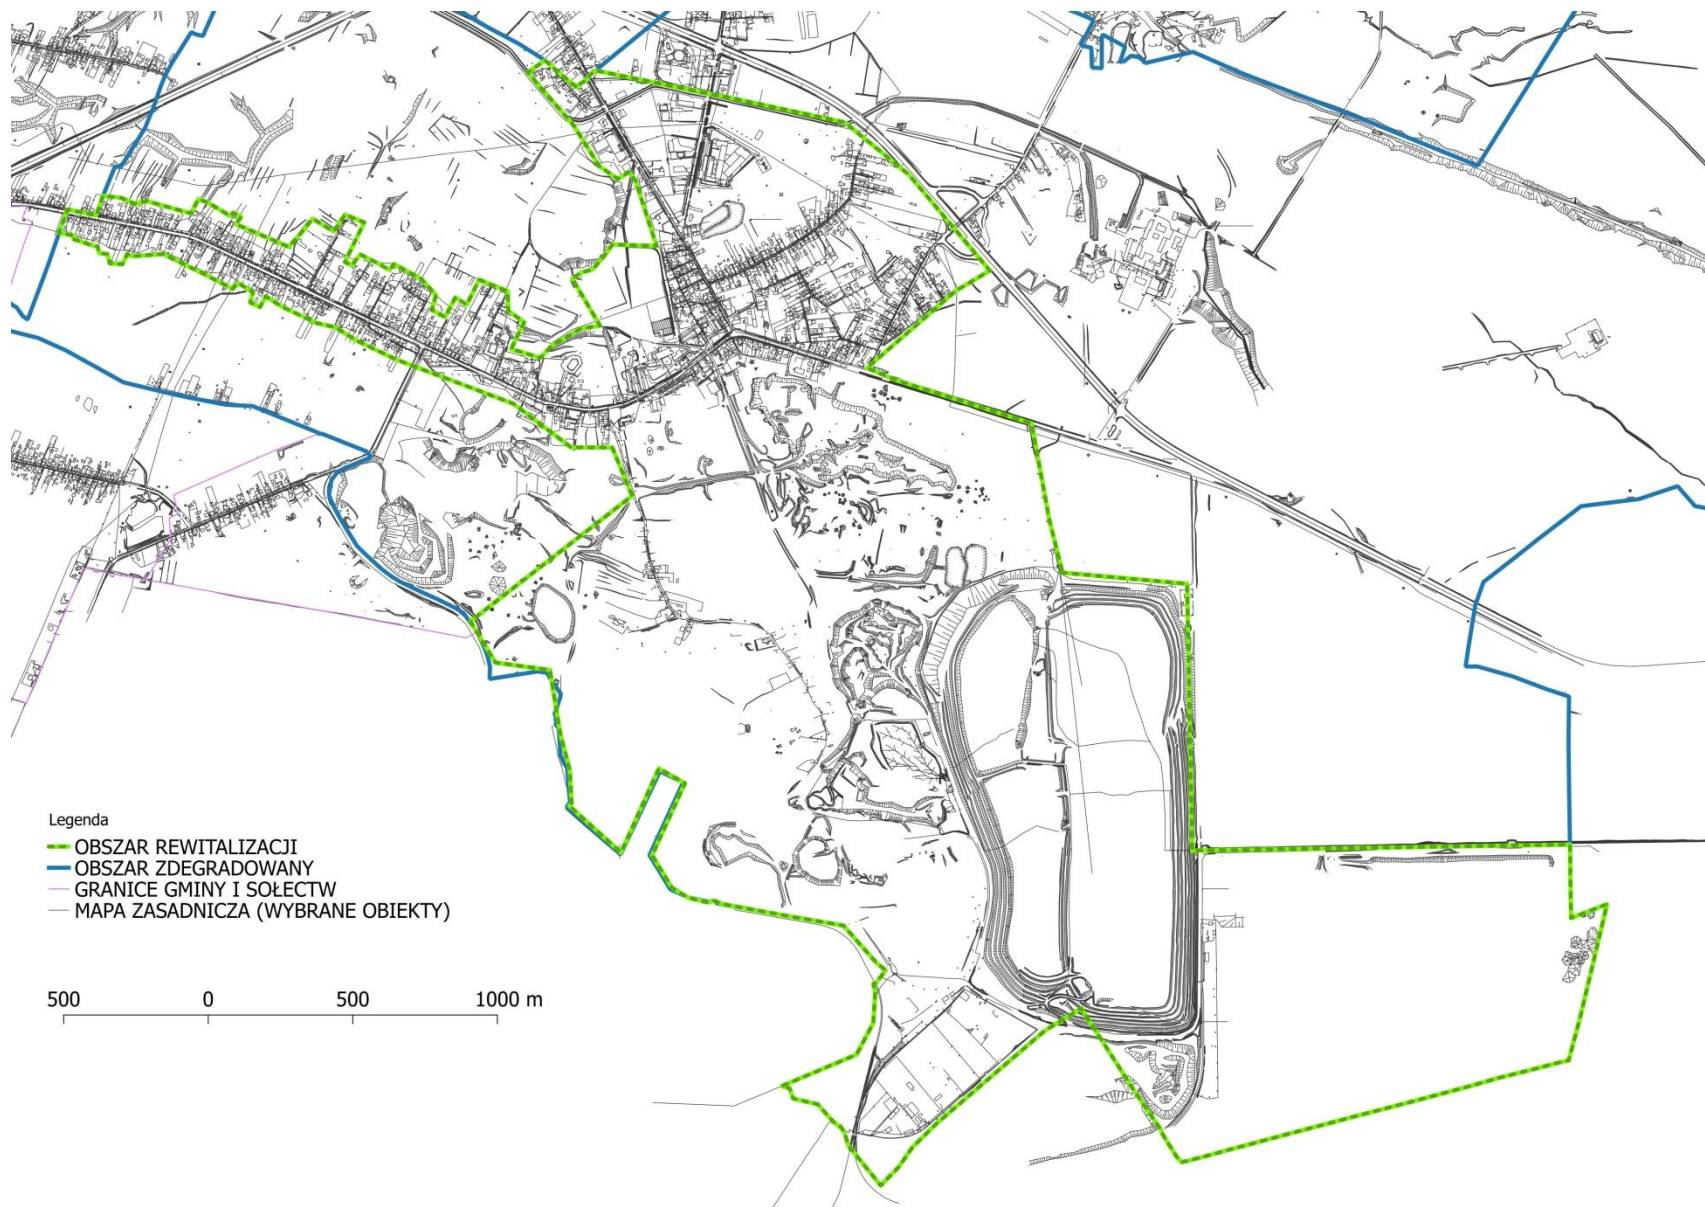 Legenda
OBSZAR REWITALIZACJI
OBSZAR ZDEGRADOWANY
GRANICE GMINY I SOŁECTW
MAPA ZASADNICZA (WYBRANE OBIEKTY)
500 0 500 1000 m